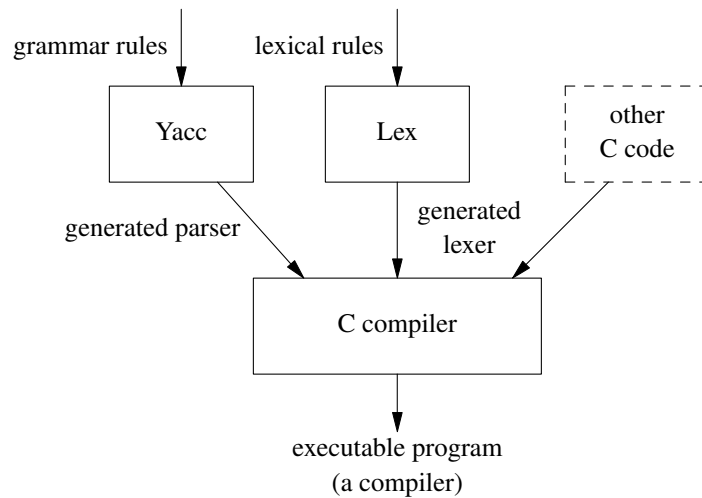 grammar rules
lexical rules
Yacc
Lex
other
C code
generated parser
generated
lexer
C compiler
executable program
(a compiler)